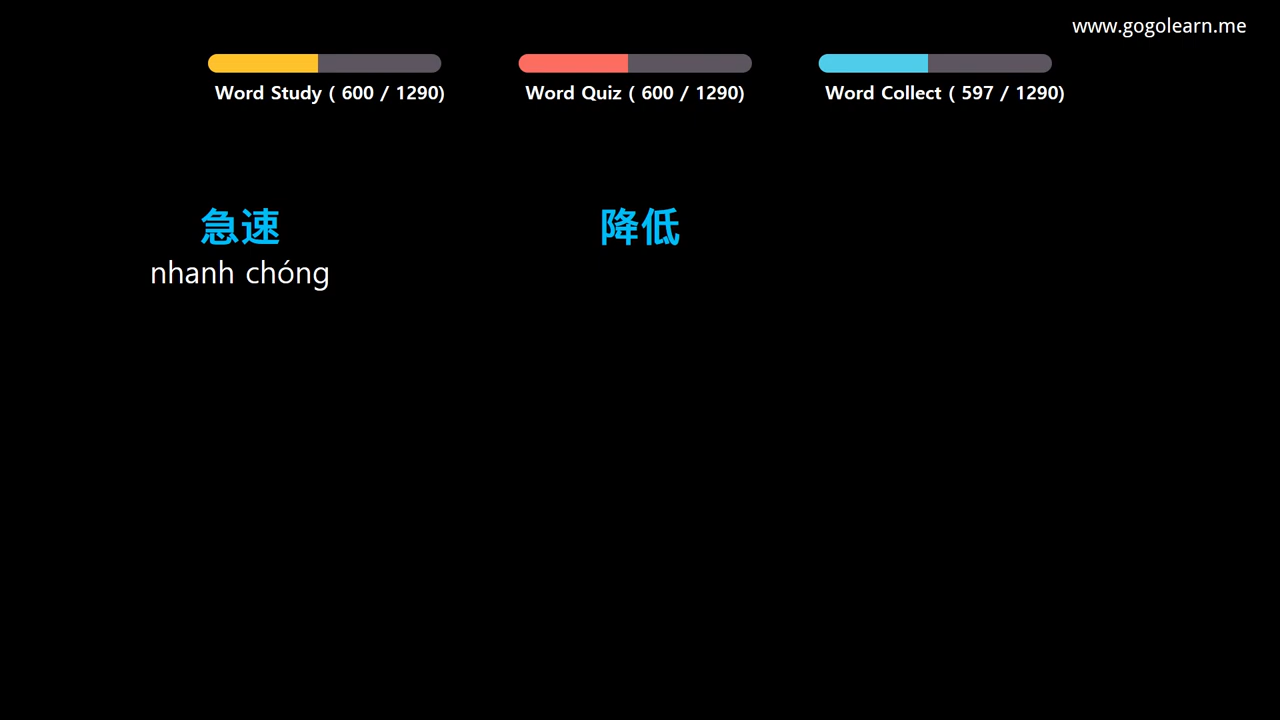 www.gogolearn.me
Word Study ( 600 / 1290)
Word Quiz ( 600 / 1290)
Word Collect ( 597 / 1290)
急速
降低
nhanh chóng